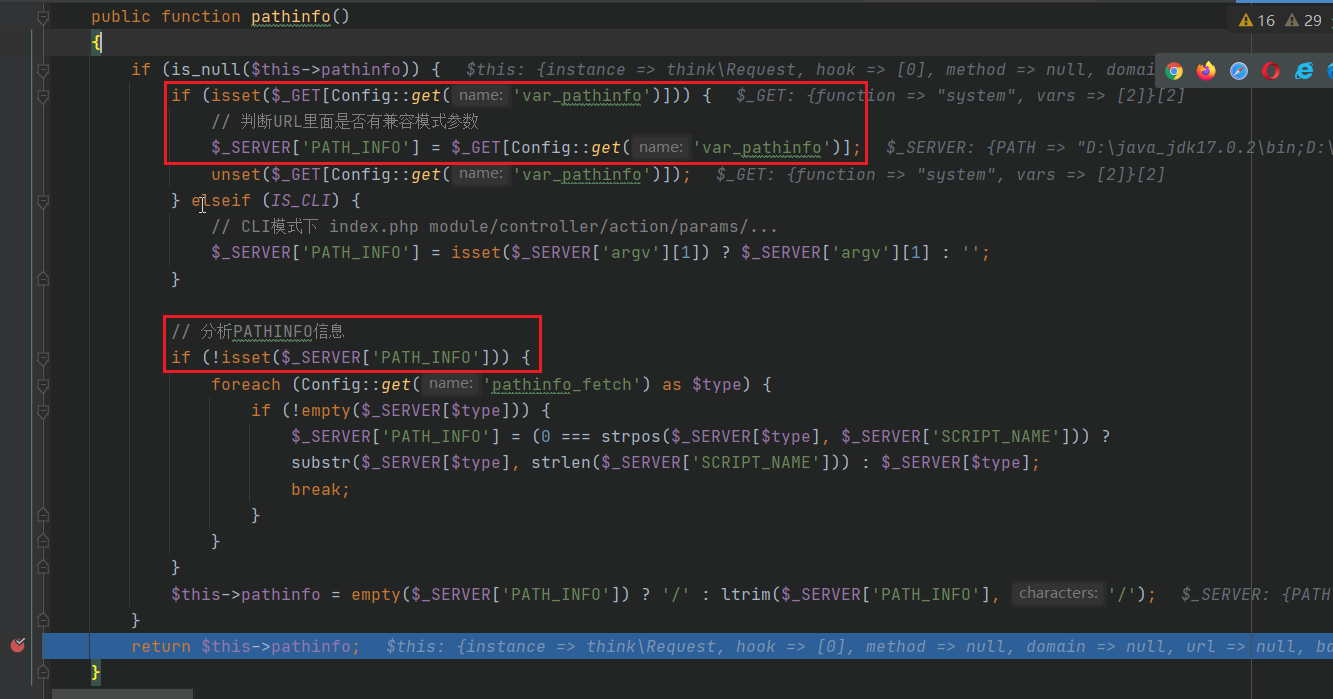 public function pathinfo()
16 29
{
if (is_null($this->pathinfo)) { $this: {instance => think\Request, hook => [0], method => null, domai
if (isset($_GET[Config::get( name: 'var_pathinfo')])) { $_GET: {function => "system", vars => [2]}[2]
// 判断URL里面是否有兼容模式参数
$_SERVER['PATH_INFO'] = $_GET[Config::get( name: 'var_pathinfo')]; $_SERVER: {PATH => "D:\java_jdk17.0.2\bin;D:\
unset($_GET[Config::get( name: 'var_pathinfo')]); $_GET: {function => "system", vars => [2]}[2]
} elseif (IS_CLI) {
// CLI模式下 index.php module/controller/action/params/...
$_SERVER['PATH_INFO'] = isset($_SERVER['argv'][1]) ? $_SERVER['argv'][1] : '';
}
// 分析PATHINFO信息
if (!isset($_SERVER['PATH_INFO'])) {
foreach (Config::get( name: 'pathinfo_fetch') as $type) {
if (!empty($_SERVER[$type])) {
$_SERVER['PATH_INFO'] = (0 === strpos($_SERVER[$type], $_SERVER['SCRIPT_NAME'])) ?
substr($_SERVER[$type], strlen($_SERVER['SCRIPT_NAME'])) : $_SERVER[$type];
break;
}
}
}
$this->pathinfo = empty($_SERVER['PATH_INFO']) ? '/' : ltrim($_SERVER['PATH_INFO'], characters: '/'); $_SERVER: {PATH
}
return $this->pathinfo; $this: {instance => think\Request, hook => [0], method => null, domain => null, url => null, ba
}